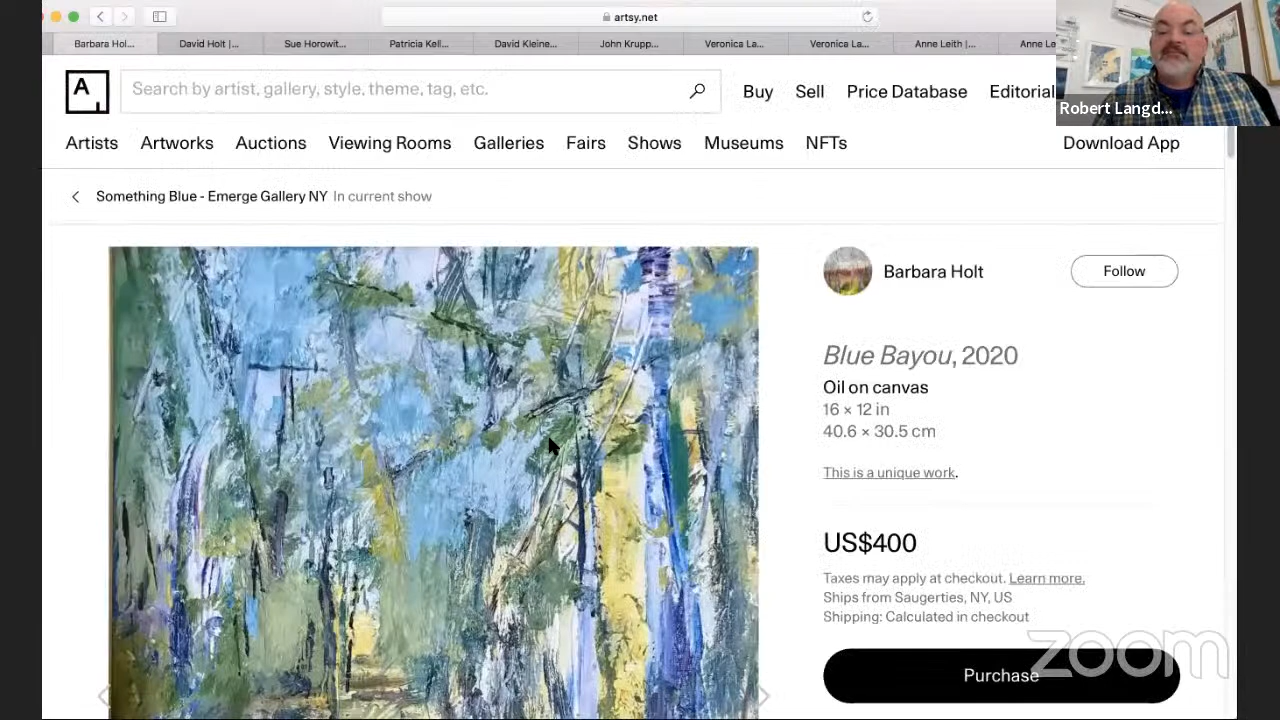 artsy.net
Barbara Hol...
David Holt |...
Sue Horowit...
Patricia Kell...
David Kleine...
John Krupp...
Veronica La...
Veronica La...
Anne Leith |...
Anne Le
Robert Langd...
A
Search by artist, gallery, style, theme, tag, etc.
Buy Sell Price Database Editorial
Artists Artworks Auctions Viewing Rooms Galleries Fairs Shows Museums NFTs Download App
Something Blue - Emerge Gallery NY In current show
Barbara Holt
Follow
Blue Bayou, 2020
Oil on canvas
16 × 12 in
40.6 × 30.5 cm
This is a unique work.
US$400
Taxes may apply at checkout. Learn more.
Ships from Saugerties, NY, US
Shipping: Calculated in checkout
Purchase
zoom